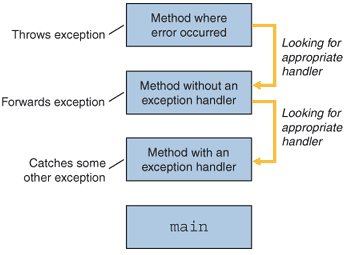 Method where
error occurred
Throws exception
Looking for
appropriate
handler
Method without an
exception handler
Forwards exception
Looking for
appropriate
handler
Method with an
exception handler
Catches some
other exception
main